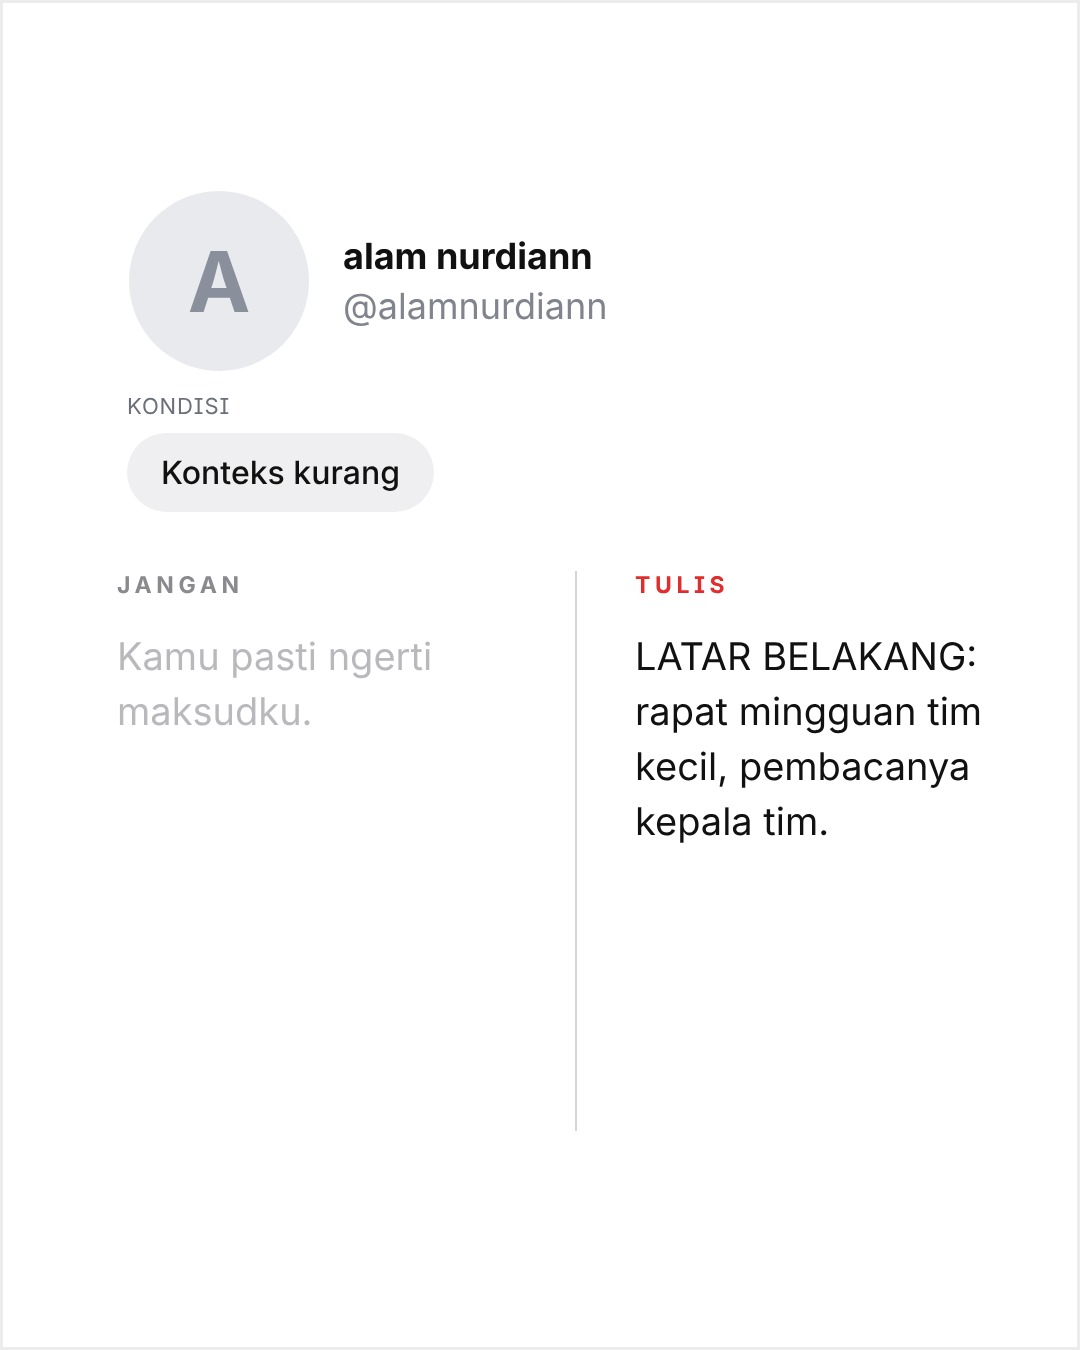 A
alam nurdiann
@alamnurdiann
KONDISI
Konteks kurang
JANGAN
Kamu pasti ngerti
maksudku.
TULIS
LATAR BELAKANG:
rapat mingguan tim
kecil, pembacanya
kepala tim.